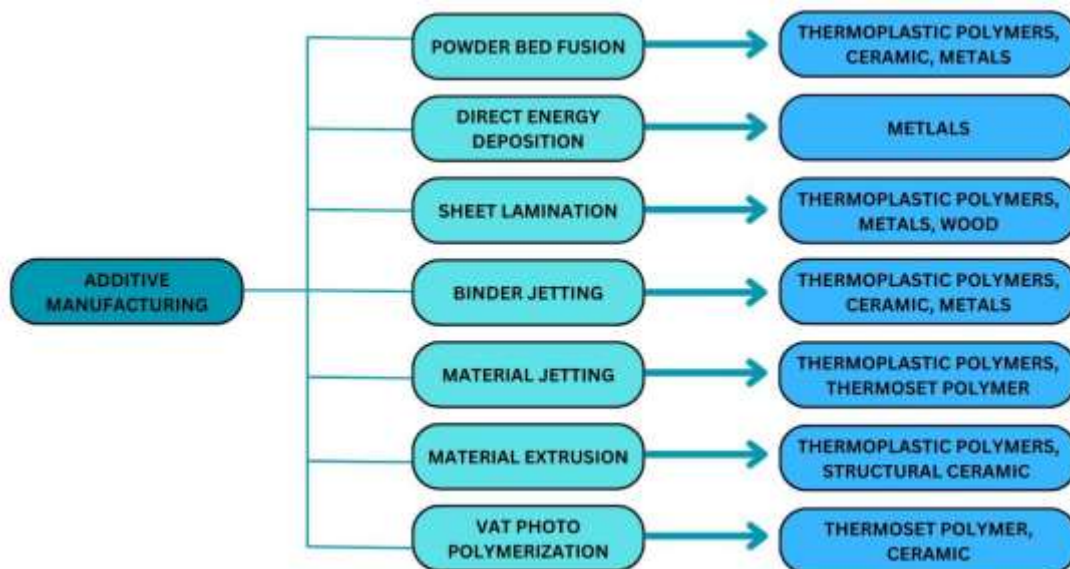 POWDER BED FUSION
THERMOPLASTIC POLYMERS,
CERAMIC, METALS
DIRECT ENERGY
DEPOSITION
METLALS
SHEET LAMINATION
THERMOPLASTIC POLYMERS,
METALS, WOOD
ADDITIVE
MANUFACTURING
BINDER JETTING
THERMOPLASTIC POLYMERS,
CERAMIC, METALS
MATERIAL JETTING
THERMOPLASTIC POLYMERS,
THERMOSET POLYMER
MATERIAL EXTRUSION
THERMOPLASTIC POLYMERS,
STRUCTURAL CERAMIC
VAT PHOTO
POLYMERIZATION
THERMOSET POLYMER,
CERAMIC